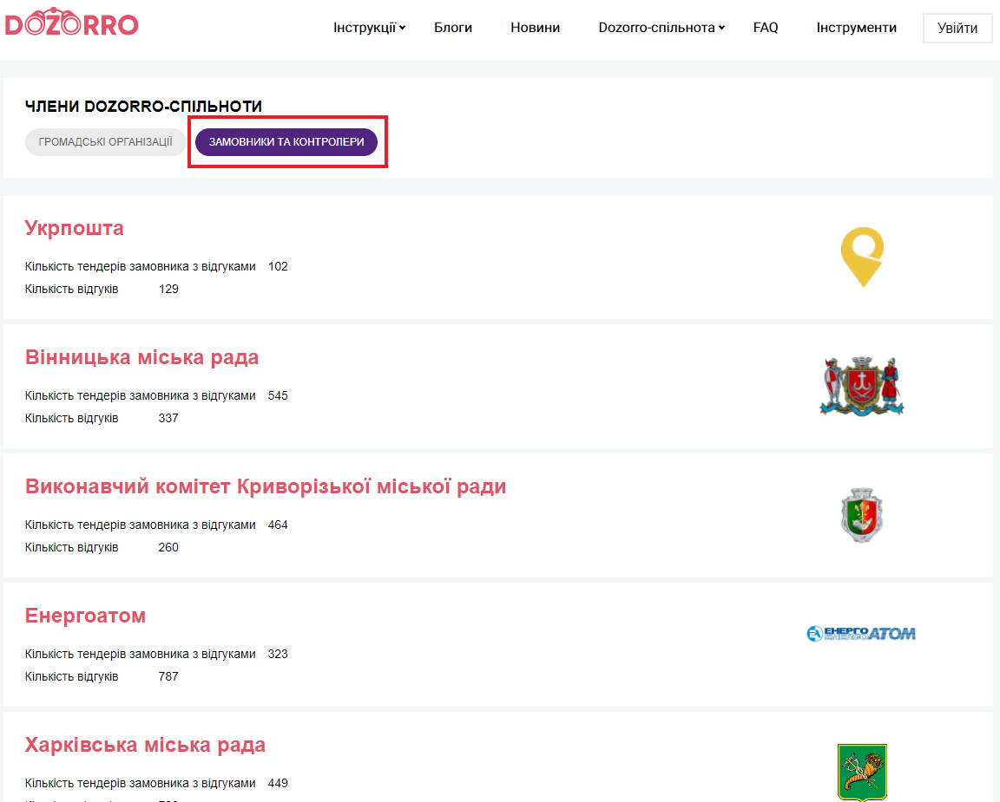 DOZORRO
Інструкції Блоги Новини Dozorro-спільнота FAQ Інструменти Увійти
ЧЛЕНИ DOZORRO-СПІЛЬНОТИ
ГРОМАДСЬКІ ОРГАНІЗАЦІЇ ЗАМОВНИКИ ТА КОНТРОЛЕРИ
Укрпошта
Кількість тендерів замовника з відгуками 102
Кількість відгуків 129
Вінницька міська рада
Кількість тендерів замовника з відгуками 545
Кількість відгуків 337
Виконавчий комітет Криворізької міської ради
Кількість тендерів замовника з відгуками 464
Кількість відгуків 260
Енергоатом
ЕНЕРГО АТОМ
ENERGO
Кількість тендерів замовника з відгуками 323
Кількість відгуків 787
Харківська міська рада
Кількість тендерів замовника з відгуками 449